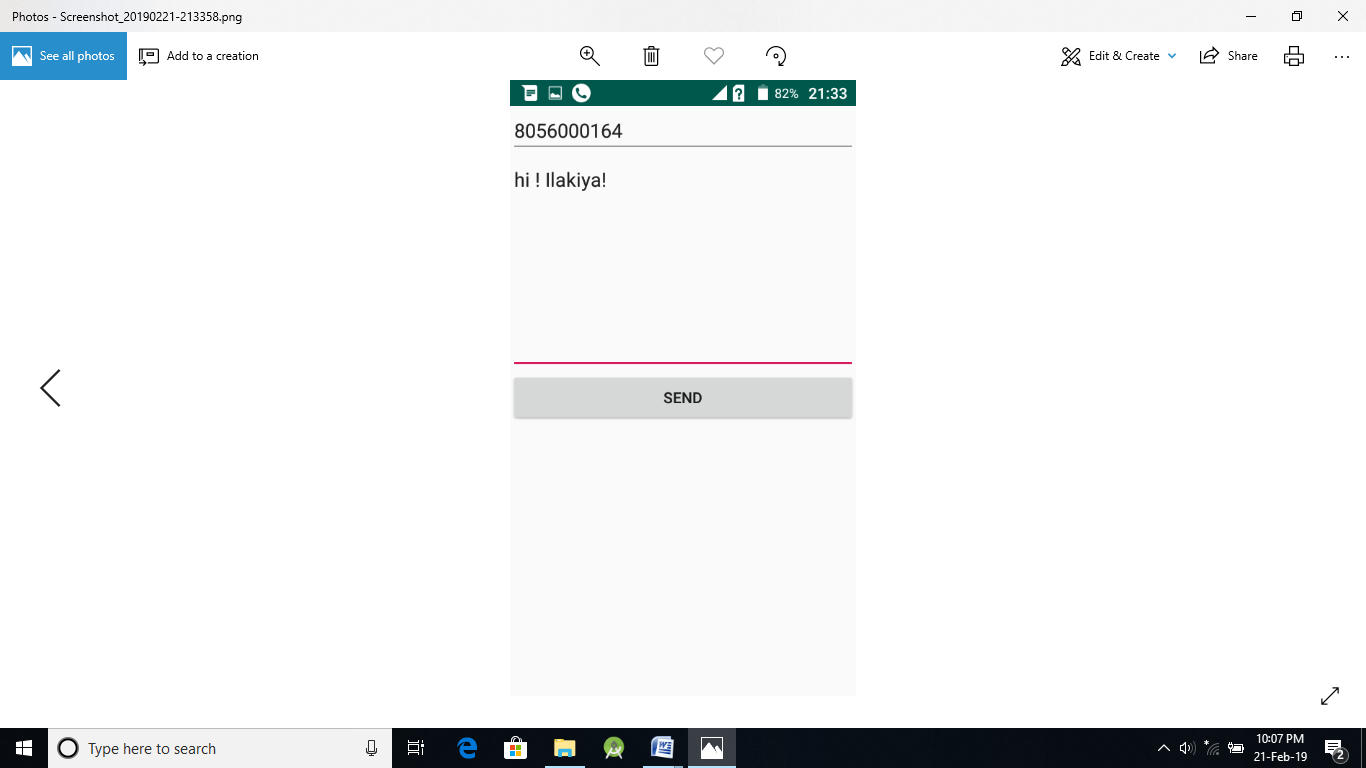 Photos - Screenshot_20190221-213358.png
See all photos
Add to a creation
Edit & Create
Share
82% 21:33
8056000164
hi ! Ilakiya!
SEND
Type here to search
10:07 PM
21-Feb-19
2